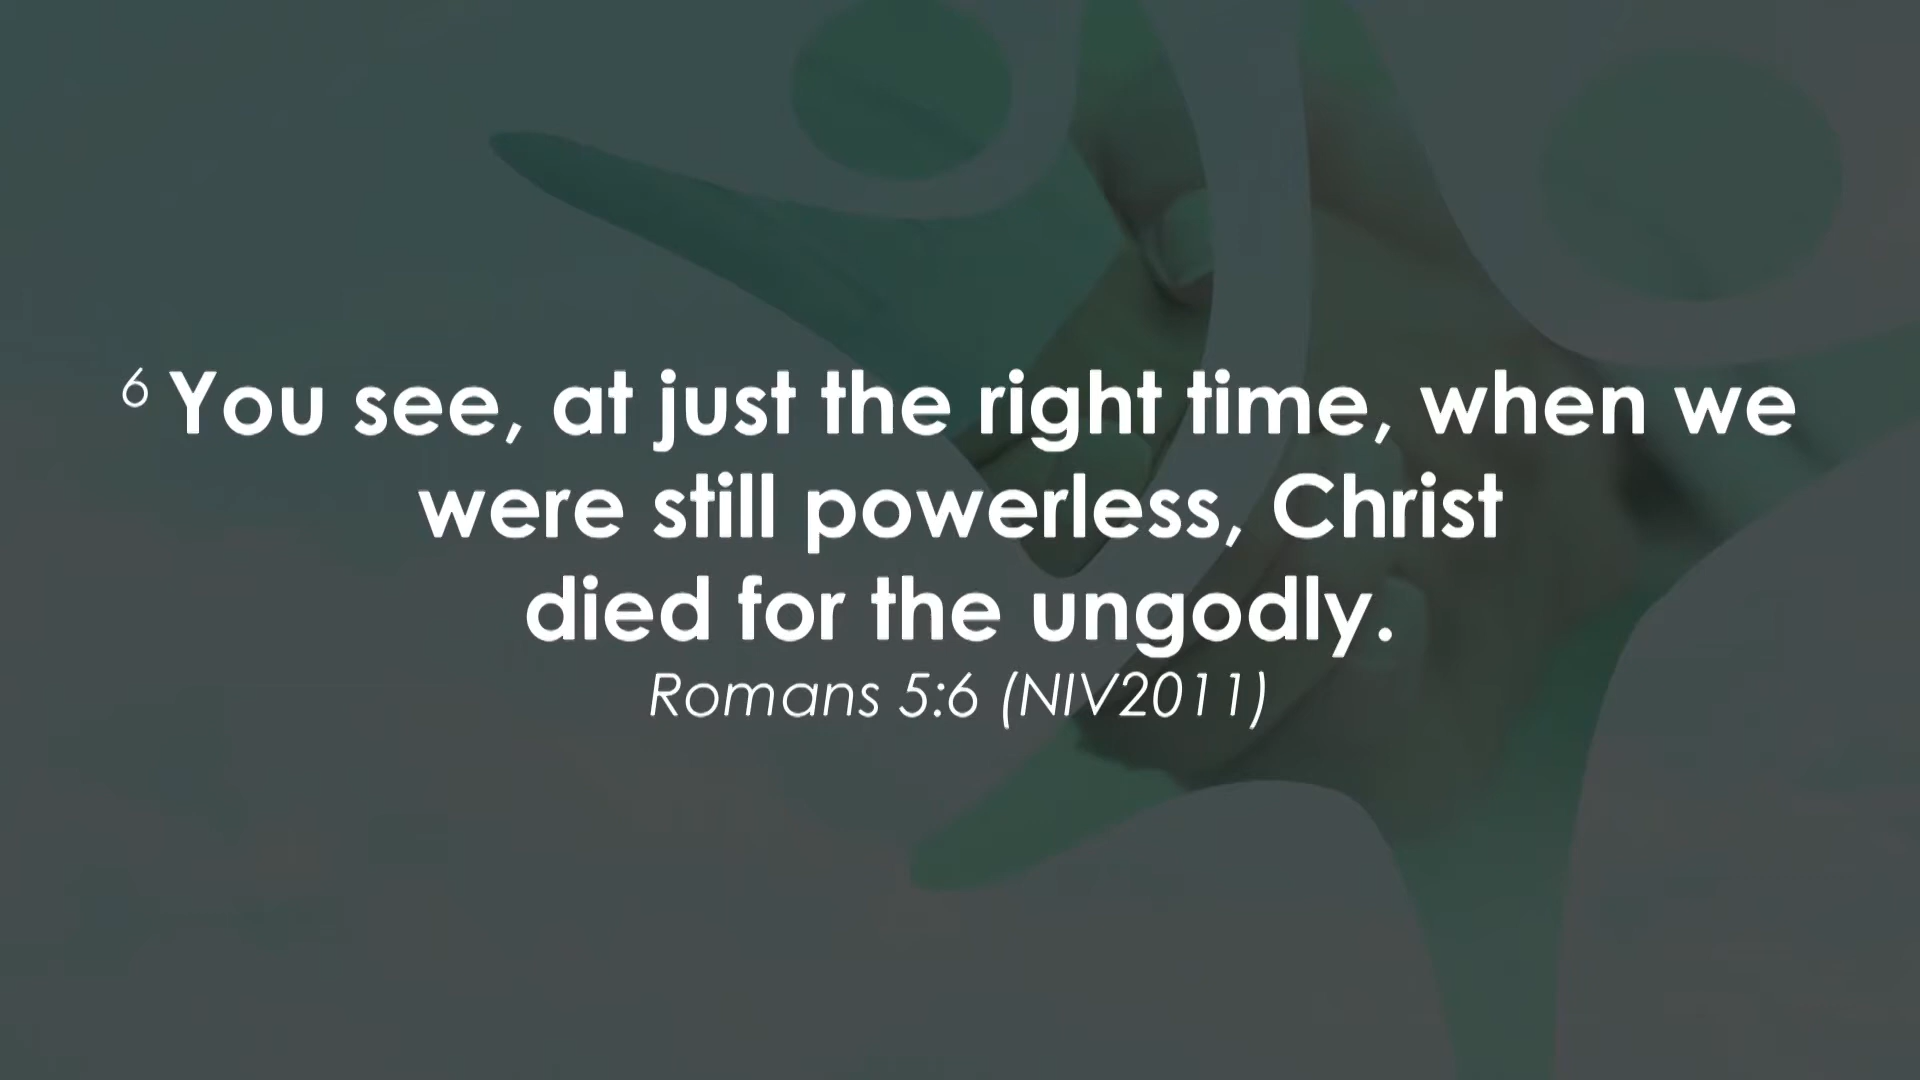 6 You see, at just the right time, when we
were still powerless, Christ
died for the ungodly.
Romans 5:6 (NIV2011)